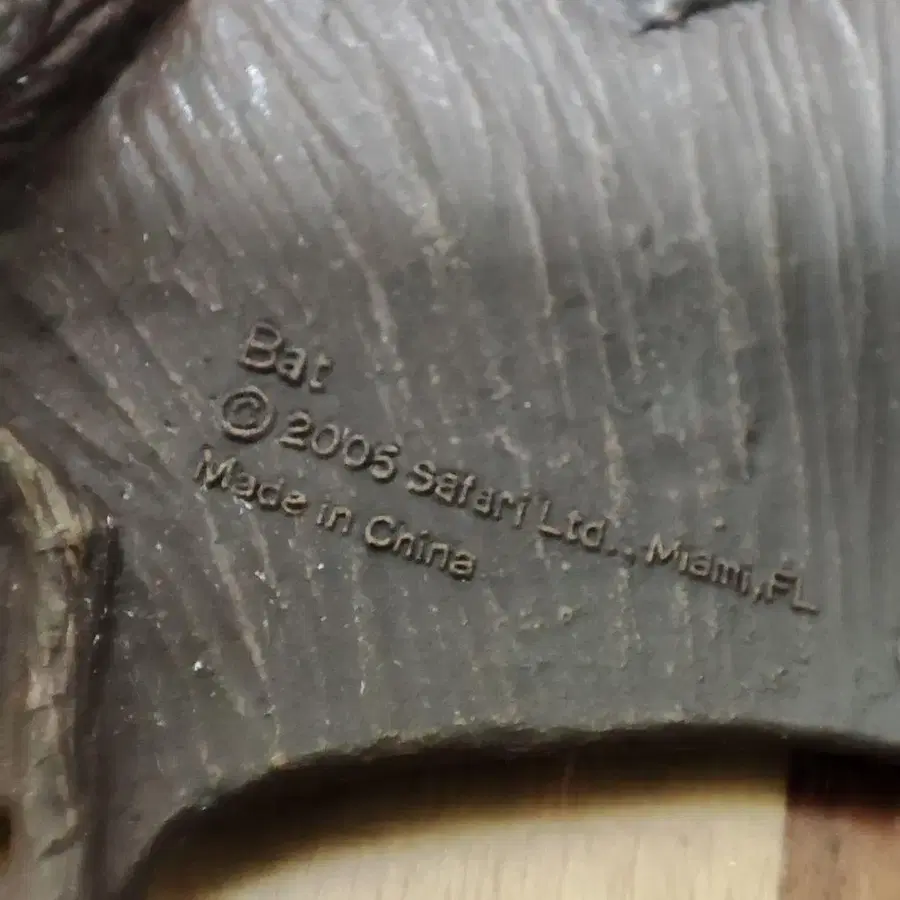 Bat
© 2005 Safari Ltd., Miami, FL
Made in China